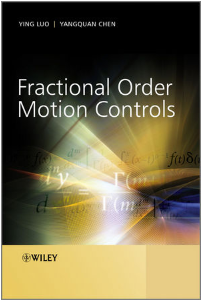 YING LUO | YANGQUAN CHEN
Fractional Order
Motion Controls
WILEY